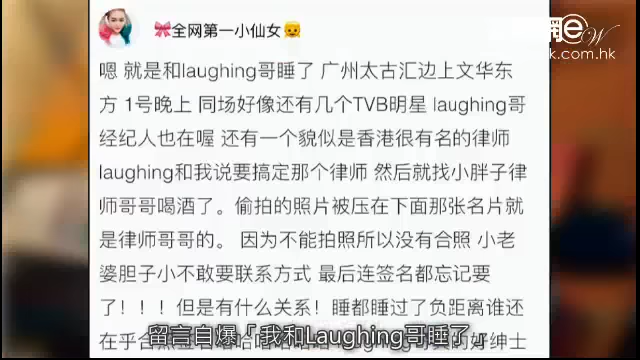 全网第一小仙女
嗯 就是和laughing哥睡了 广州太古汇边上文华东
方 1号晚上 同场好像还有几个TVB明星 laughing哥
经纪人也在喔 还有一个貌似是香港很有名的律师
laughing和我说要搞定那个律师 然后就找小胖子律
师哥哥喝酒了。偷拍的照片被压在下面那张名片就
是律师哥哥的。 因为不能拍照所以没有合照 小老
婆胆子小不敢要联系方式 最后连签名都忘记要
了！！！但是有什么关系！睡都睡过了负距离谁还
在乎合
留言自爆「我和Laughing哥睡了」
好绅士
k.com.hk